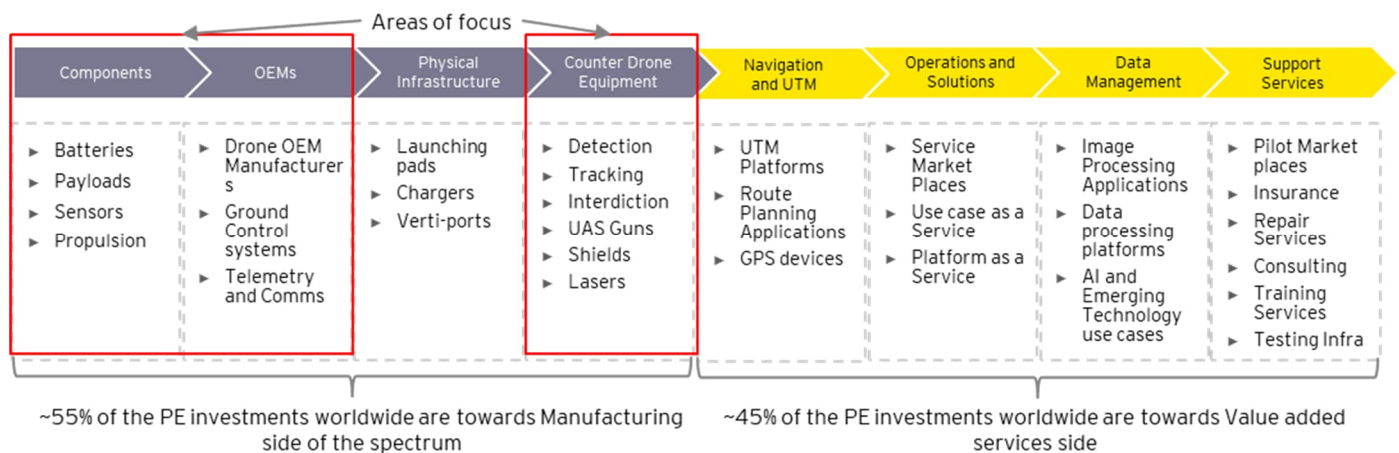 Areas of focus
Components
OEMs
Physical
Infrastructure
Counter Drone
Equipment
Navigation
and UTM
Operations and
Solutions
Data
Management
Support
Services
► Batteries
► Payloads
► Sensors
► Propulsion
► Drone OEM
Manufacturer
s
► Ground
Control
systems
► Telemetry
and Comms
► Launching
pads
► Chargers
► Verti-ports
► Detection
► Tracking
► Interdiction
► UAS Guns
► Shields
► Lasers
► UTM
Platforms
► Route
Planning
Applications
► GPS devices
► Service
Market
Places
► Use case as a
Service
► Platform as a
Service
► Image
Processing
Applications
► Data
processing
platforms
► AI and
Emerging
Technology
use cases
► Pilot Market
places
► Insurance
► Repair
Services
► Consulting
► Training
Services
► Testing Infra
~55% of the PE investments worldwide are towards Manufacturing
side of the spectrum
~45% of the PE investments worldwide are towards Value added
services side